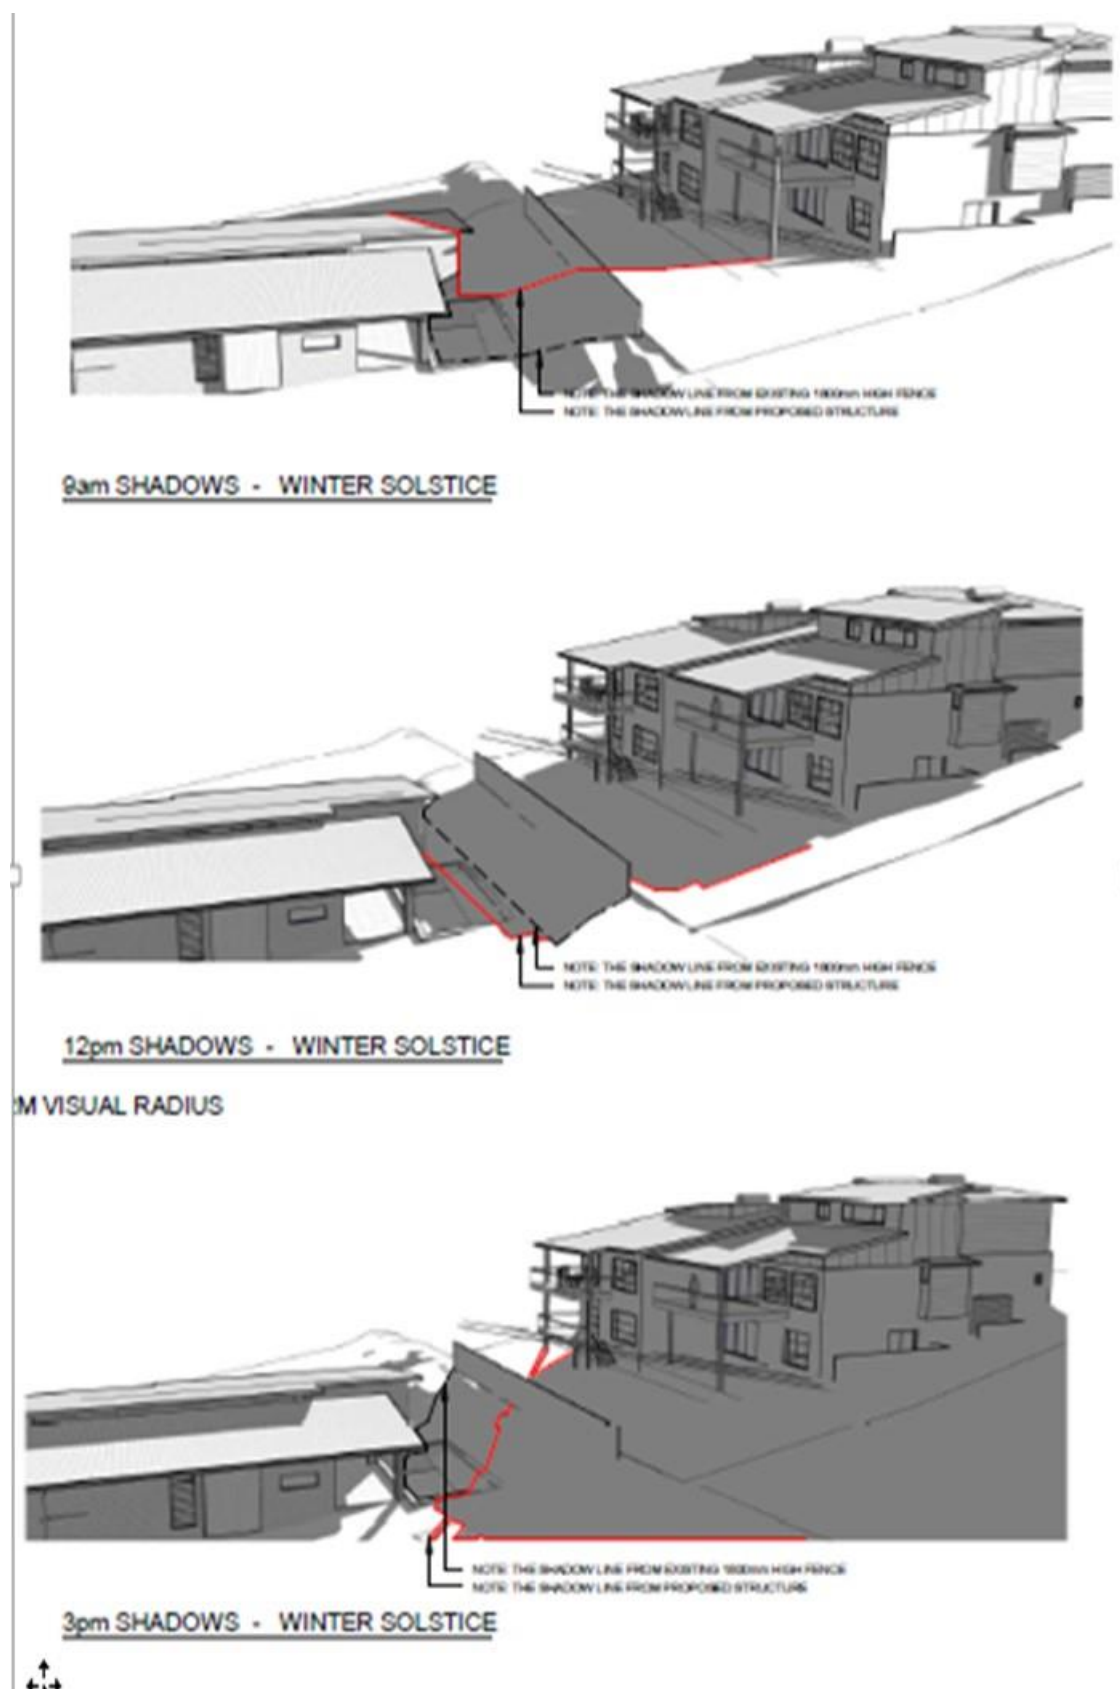 NOTE: THE SHADOW LINE FROM EXISTING 1800mm HIGH FENCE
NOTE: THE SHADOW LINE FROM PROPOSED STRUCTURE
9am SHADOWS - WINTER SOLSTICE
NOTE: THE SHADOW LINE FROM EXISTING 1800mm HIGH FENCE
NOTE: THE SHADOW LINE FROM PROPOSED STRUCTURE
12pm SHADOWS - WINTER SOLSTICE
M VISUAL RADIUS
NOTE: THE SHADOW LINE FROM EXISTING 1800mm HIGH FENCE
NOTE: THE SHADOW LINE FROM PROPOSED STRUCTURE
3pm SHADOWS - WINTER SOLSTICE